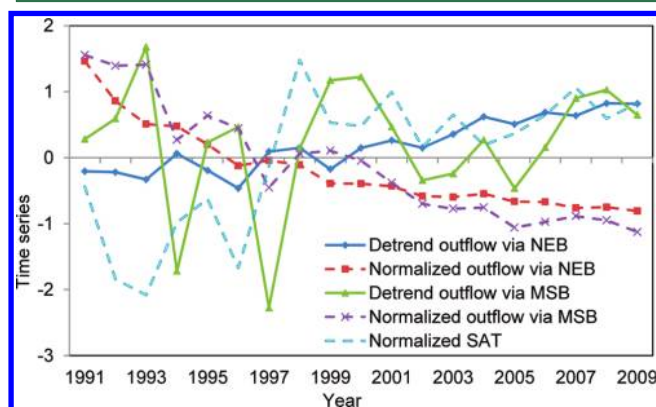 2
1
0
-1
-2
-3
Time series
Detrend outflow via NEB
Normalized outflow via NEB
Detrend outflow via MSB
Normalized outflow via MSB
Normalized SAT
1991 1993 1995 1997 1999 2001 2003 2005 2007 2009
Year